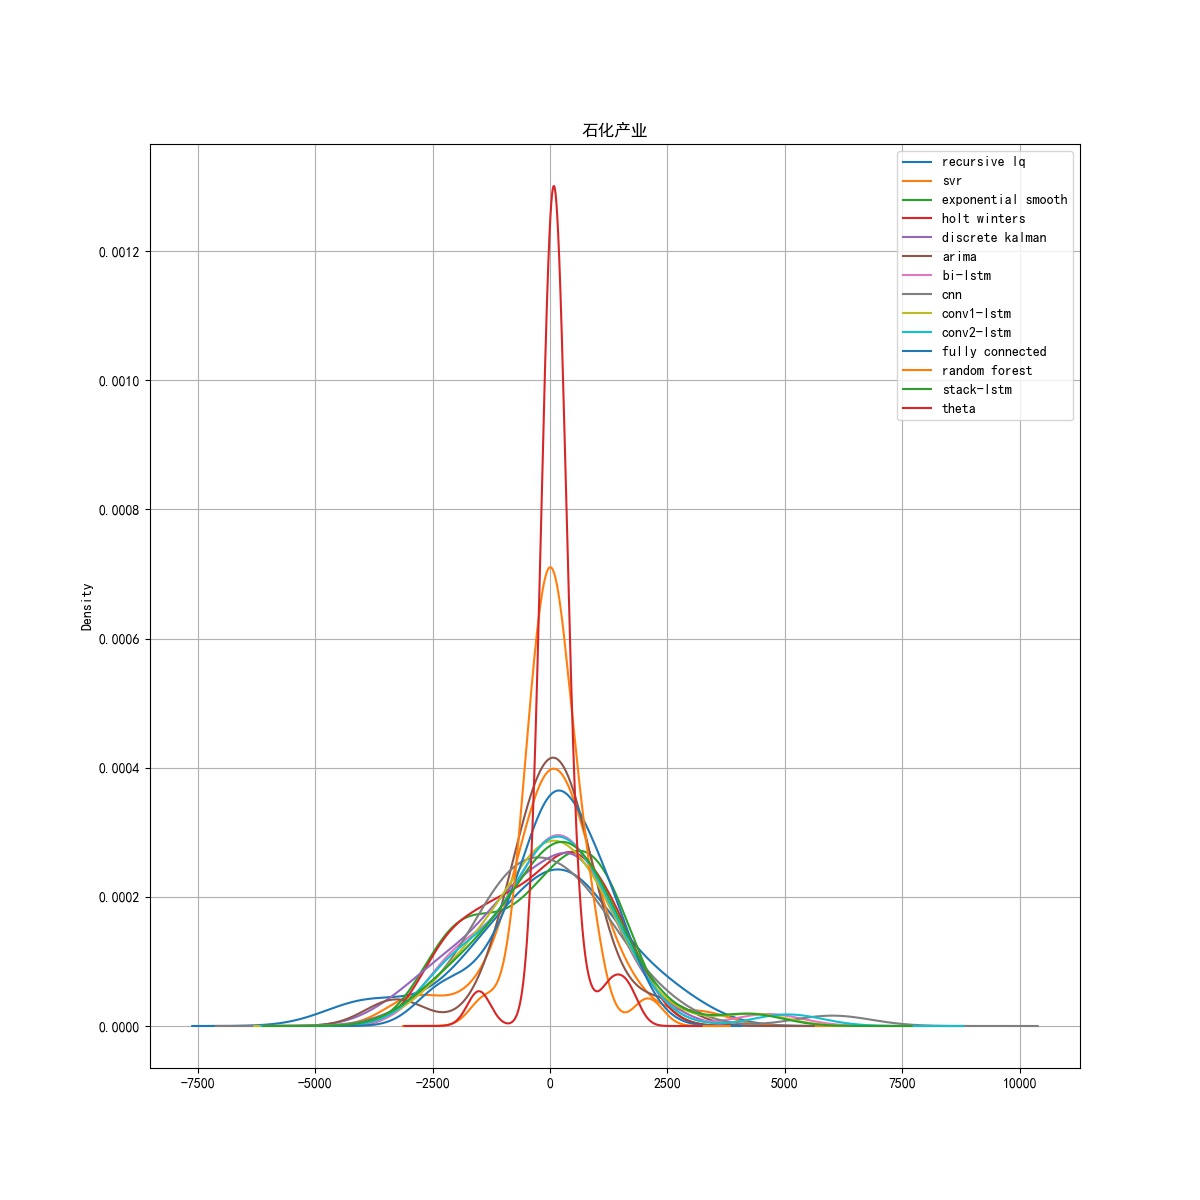 石化产业
recursive lq
svr
exponential smooth
holt winters
discrete kalman
arima
bi-lstm
cnn
conv1-lstm
conv2-lstm
fully connected
random forest
stack-lstm
theta
0.0012
0.0010
0.0008
0.0006
0.0004
0.0002
0.0000
Density
-7500 -5000 -2500 0 2500 5000 7500 10000